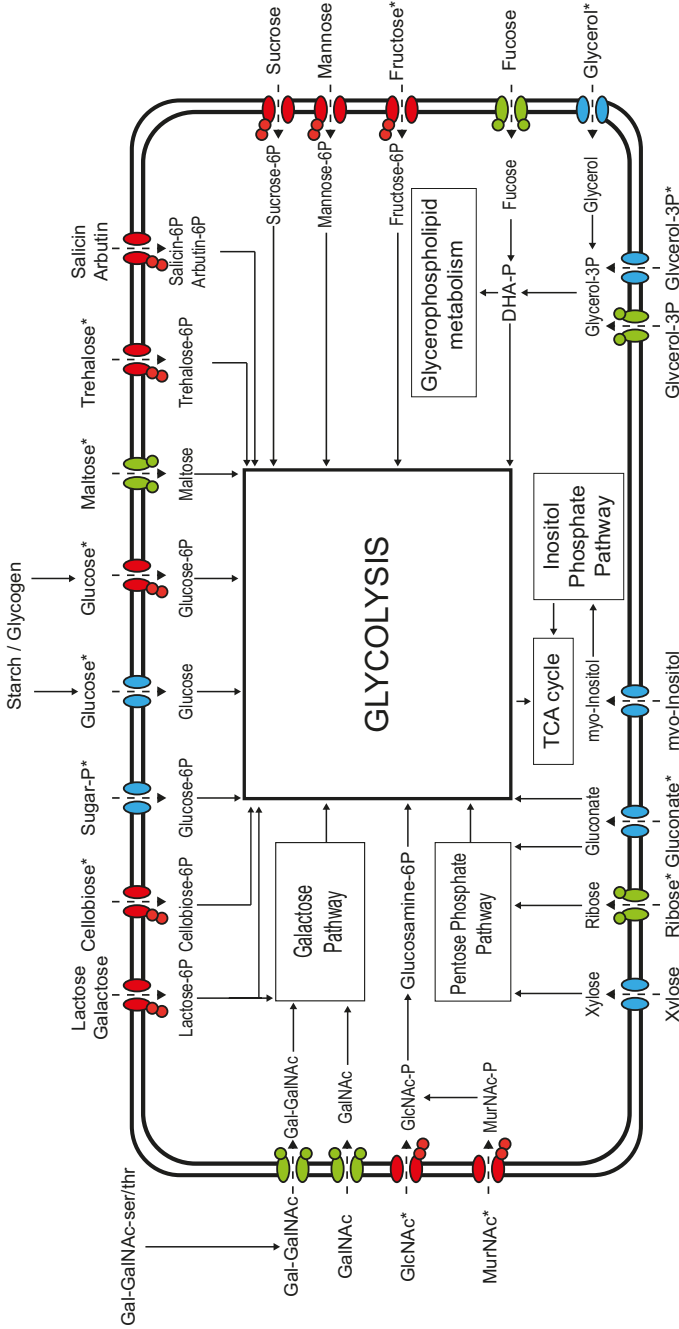 Gal-GalNAc-ser/thr
Starch / Glycogen
Lactose
Galactose
Cellobiose*
Sugar-P*
Glucose*
Glucose*
Maltose*
Trehalose*
Salicin
Arbutin
Lactose-6P
Cellobiose-6P
Glucose-6P
Glucose
Glucose-6P
Maltose
Trehalose-6P
Salicin-6P
Arbutin-6P
Sucrose-6P
Sucrose
Mannose-6P
Mannose
Fructose-6P
Fructose*
Fucose
Fucose
Glycerol
Glycerol*
Gal-GalNAc
Gal-GalNAc
GalNAc
GalNAc
GlcNAc*
GlcNAc-P
MurNAc*
MurNAc-P
Galactose
Pathway
Glucosamine-6P
Pentose Phosphate
Pathway
GLYCOLYSIS
Glycerophospholipid
metabolism
DHA-P
Glycerol-3P
TCA cycle
Inositol
Phosphate
Pathway
Xylose
Ribose
Gluconate
myo-Inositol
Xylose
Ribose*
Gluconate*
myo-Inositol
Glycerol-3P
Glycerol-3P*